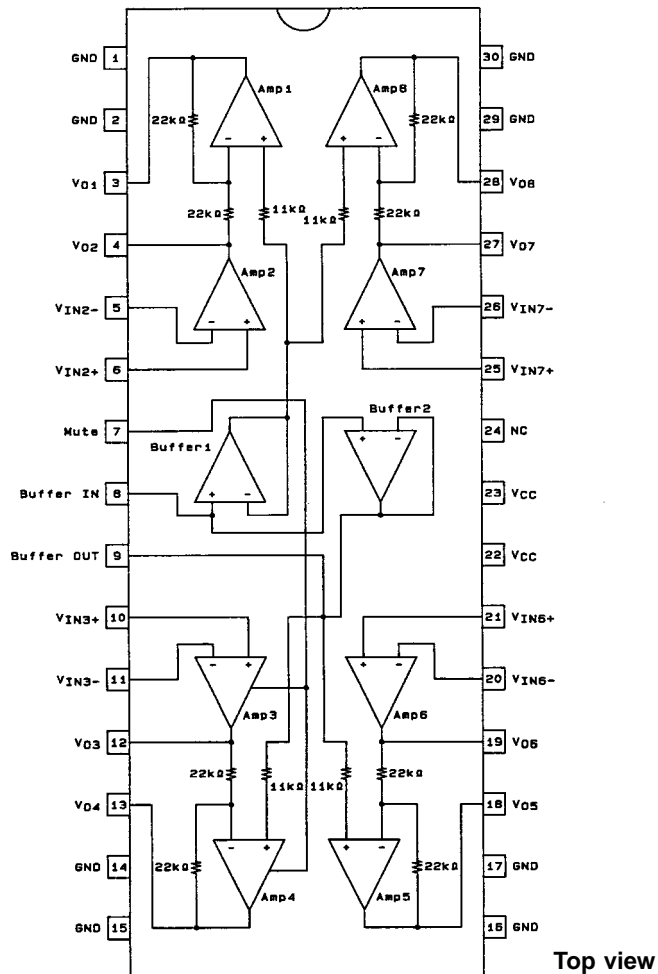 GND 1
30 GND
Amp1
Amp8
GND 2
22kΩ
22kΩ
29 GND
VO1 3
28 VO8
22kΩ
11kΩ
11kΩ
22kΩ
VO2 4
27 VO7
Amp2
Amp7
VIN2- 5
26 VIN7-
VIN2+ 6
25 VIN7+
Mute 7
Buffer2
24 NC
Buffer1
Buffer IN 8
23 VCC
Buffer OUT 9
22 VCC
VIN3+ 10
21 VIN6+
VIN3- 11
20 VIN6-
Amp3
Amp6
VO3 12
19 VO6
22kΩ
11kΩ
11kΩ
22kΩ
VO4 13
18 VO5
GND 14
22kΩ
22kΩ
17 GND
Amp4
Amp5
GND 15
16 GND
Top view